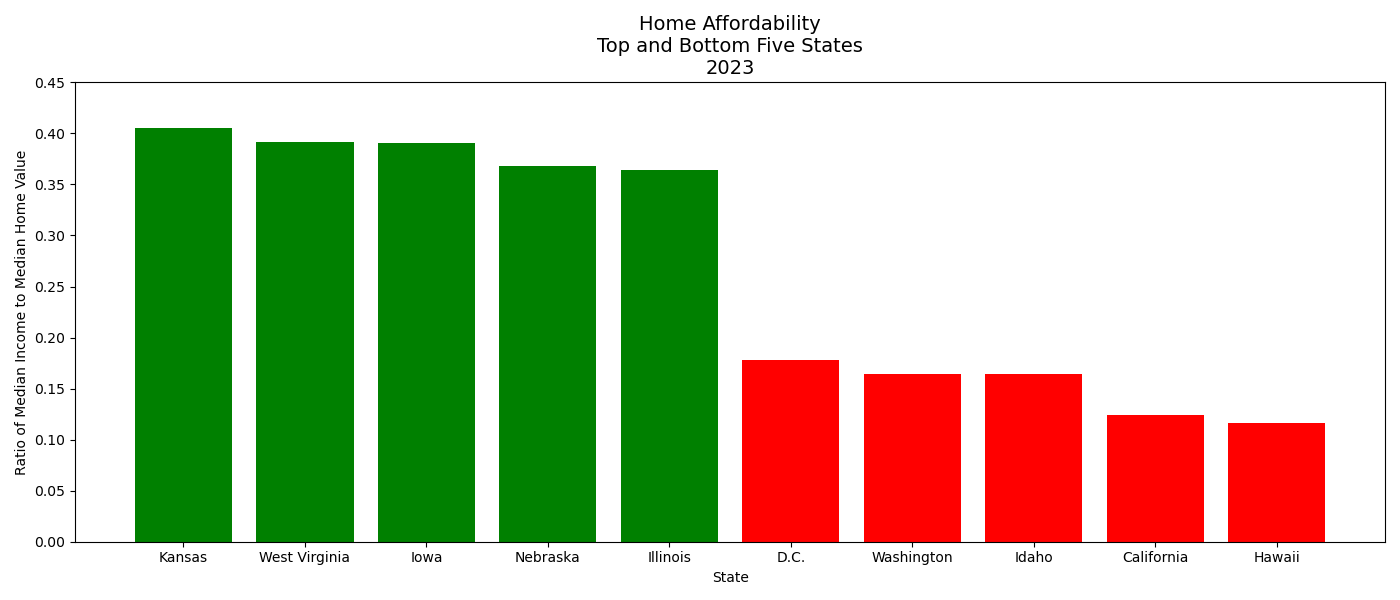 Home Affordability
Top and Bottom Five States
2023
Ratio of Median Income to Median Home Value
0.45
0.40
0.35
0.30
0.25
0.20
0.15
0.10
0.05
0.00
Kansas West Virginia Iowa Nebraska Illinois D.C. Washington Idaho California Hawaii
State